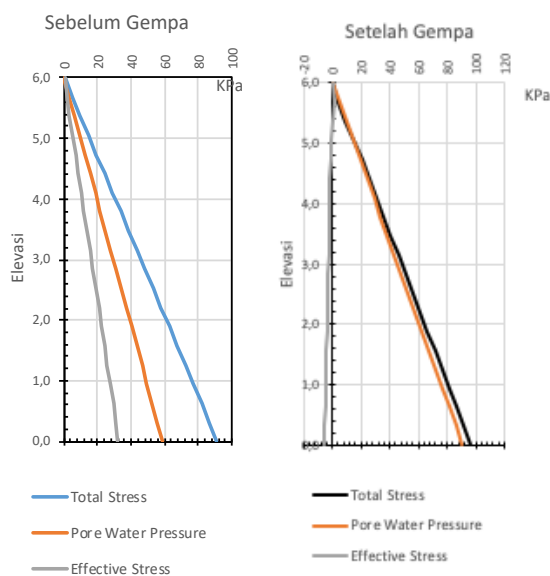 Sebelum Gempa
0
20
40
60
80
100
KPa
6,0
5,0
4,0
3,0
2,0
1,0
0,0
Elevasi
Total Stress
Pore Water Pressure
Effective Stress
Setelah Gempa
-20
0
20
40
60
80
100
120
KPa
6,0
5,0
4,0
3,0
2,0
1,0
0,0
Elevasi
Total Stress
Pore Water Pressure
Effective Stress